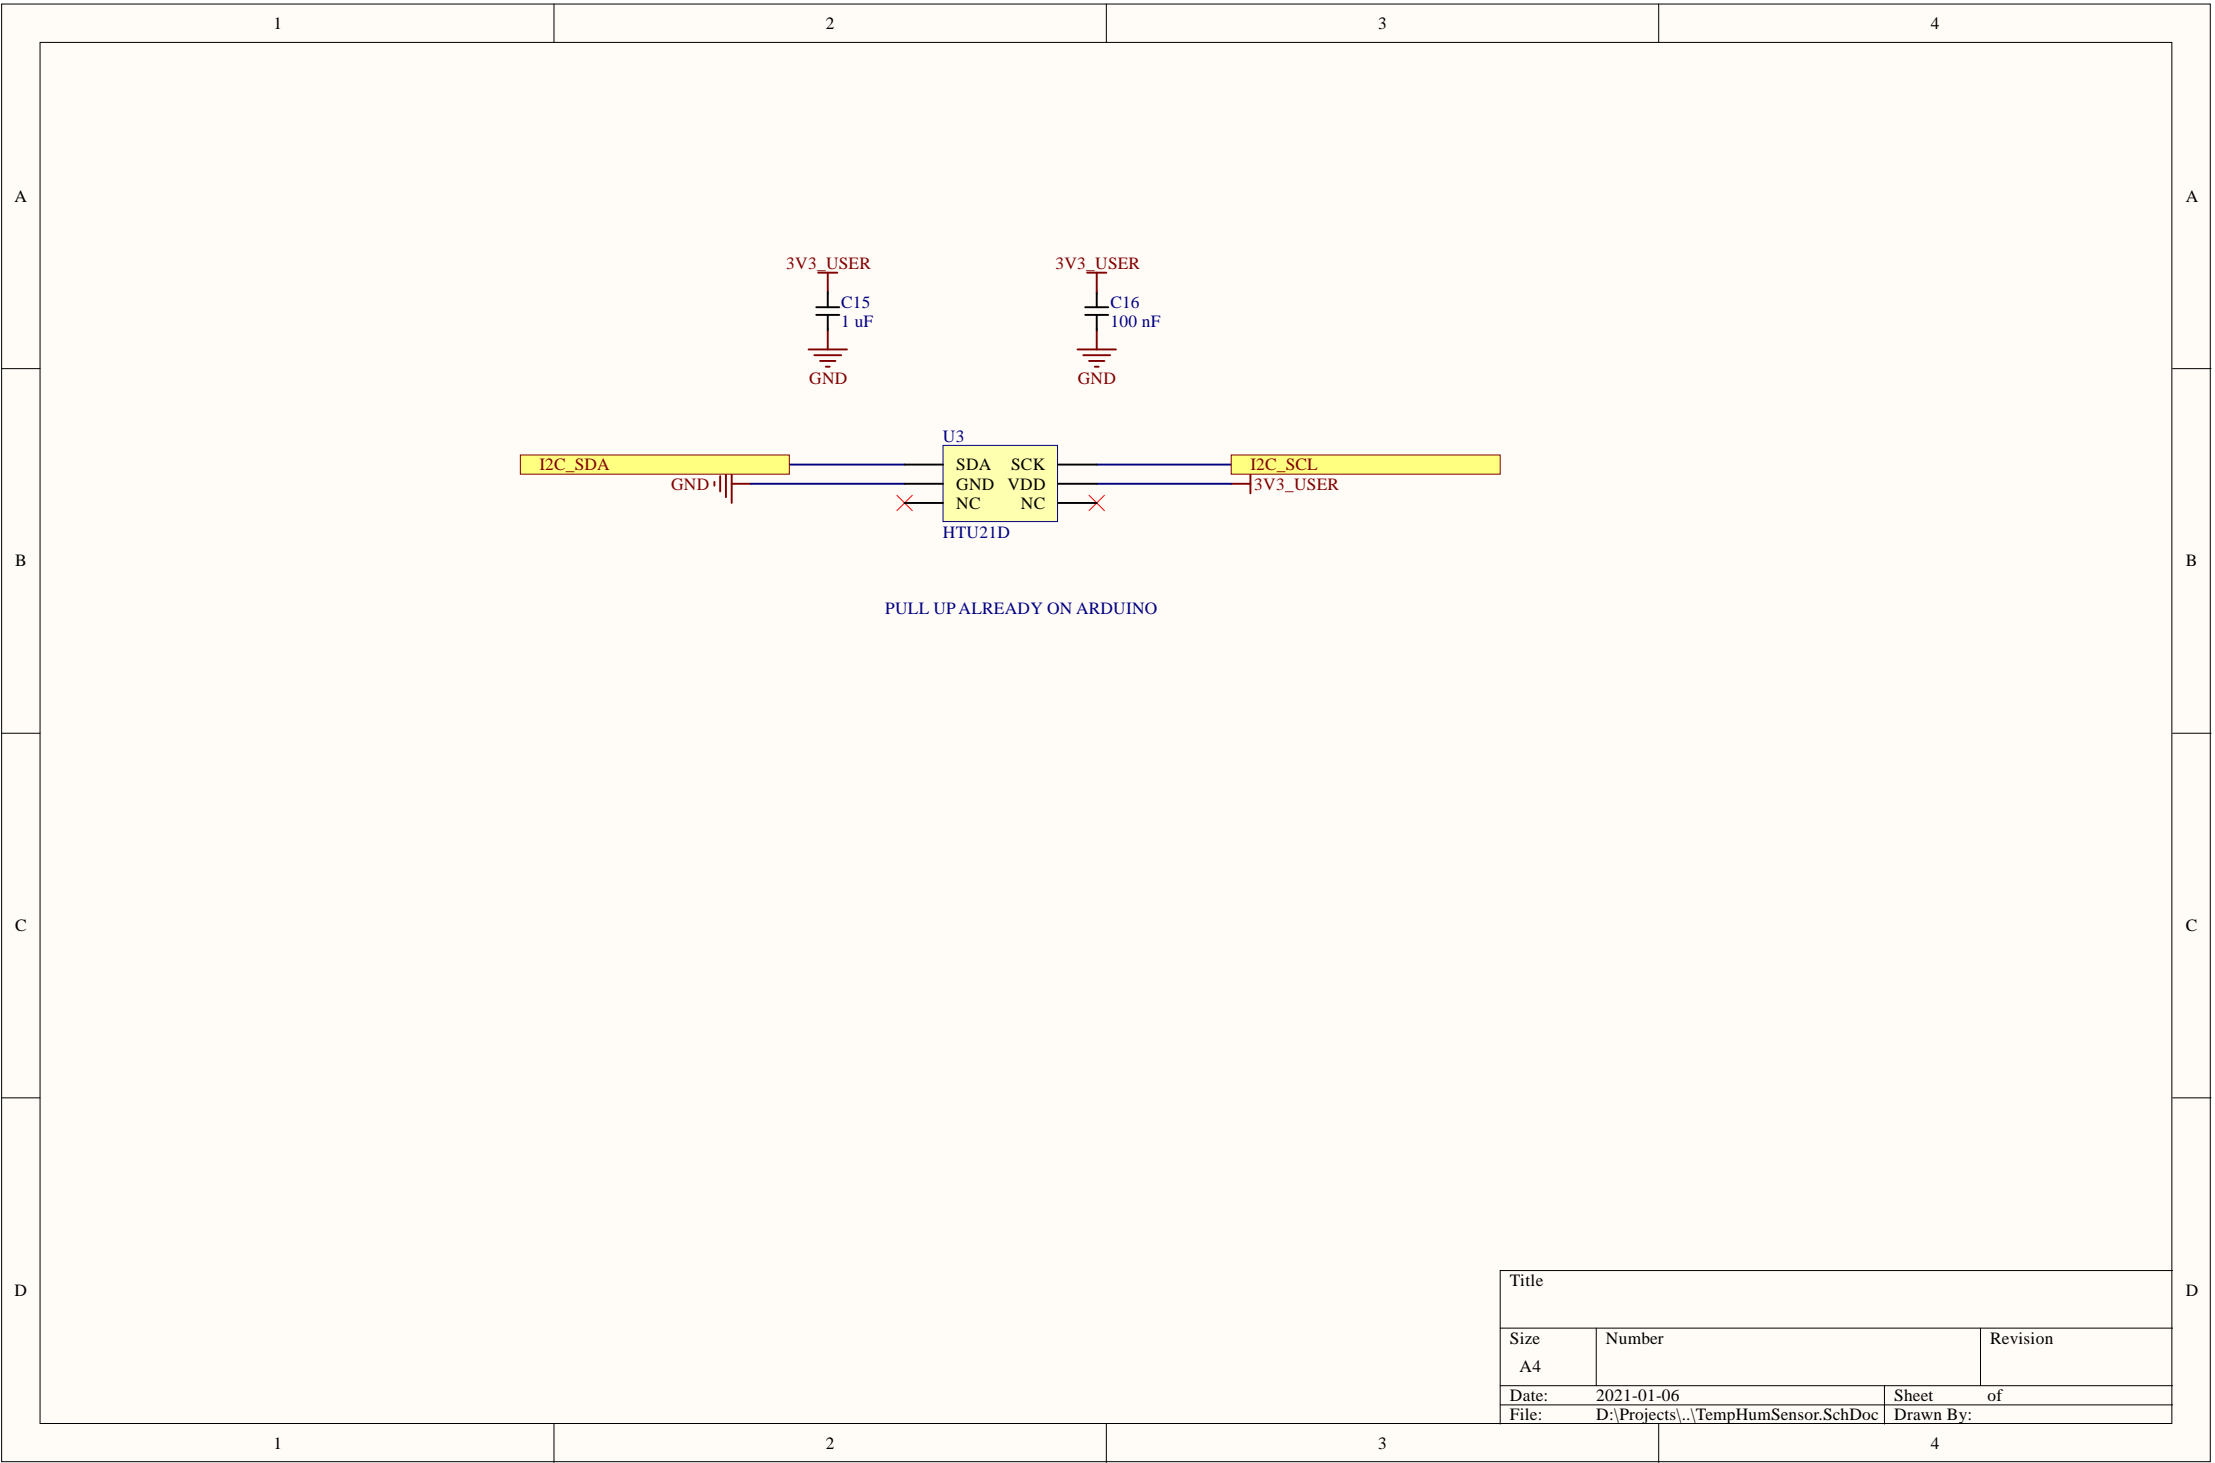 1 2 3 4
A A
3V3_USER 3V3_USER
C15 C16
1 uF 100 nF
GND GND
U3
I2C_SDA SDA SCK I2C_SCL
GND GND VDD 3V3_USER
NC NC
HTU21D
B B
PULL UP ALREADY ON ARDUINO
C C
D D
Title
Size Number Revision
A4
Date: 2021-01-06 Sheet of
File: D:\Projects\..\TempHumSensor.SchDoc Drawn By:
1 2 3 4